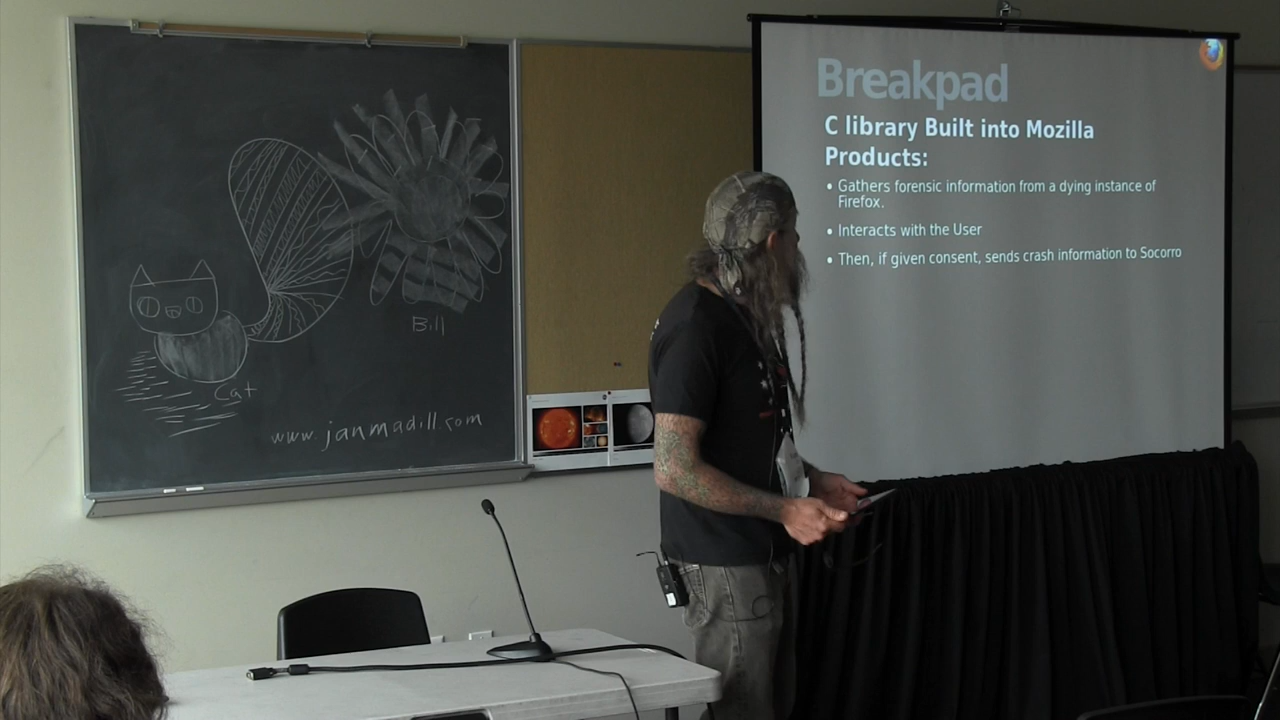 Bill
Cat
www.janmadill.com
Breakpad
C library Built into Mozilla
Products:
• Gathers forensic information from a dying instance of
Firefox.
• Interacts with the User
• Then, if given consent, sends crash information to Socorro